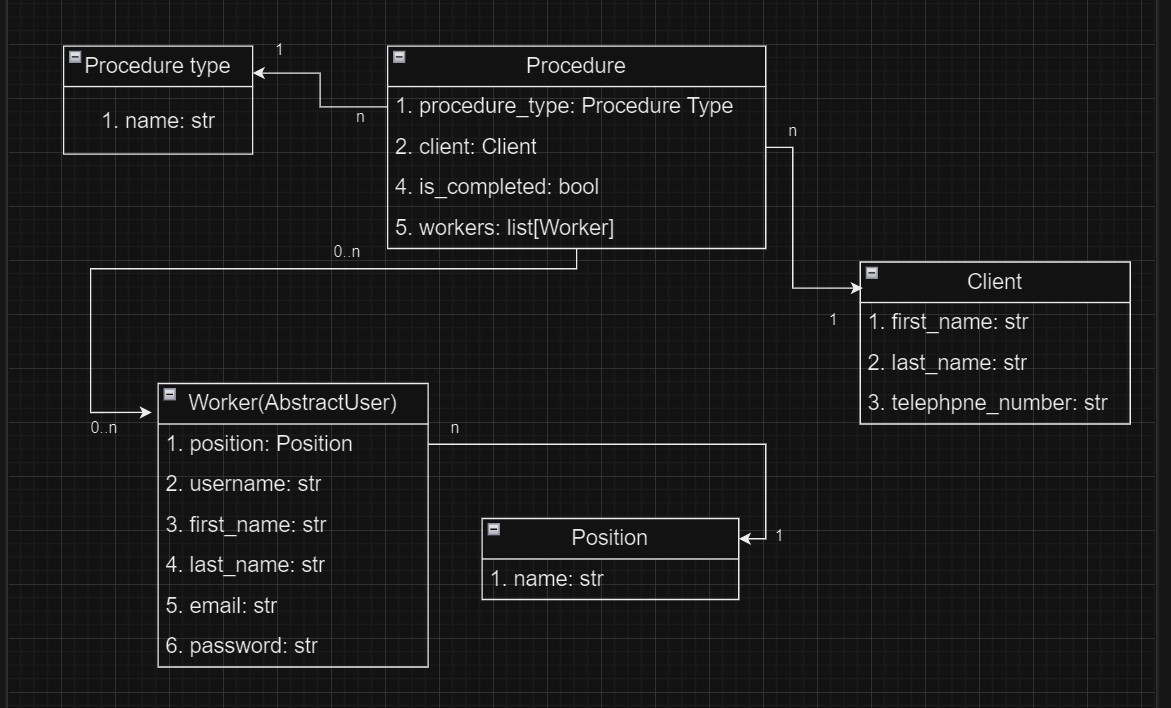 1
Procedure type
1. name: str
n
Procedure
1. procedure_type: Procedure Type
2. client: Client
4. is_completed: bool
5. workers: list[Worker]
n
0..n
Client
1. first_name: str
2. last_name: str
3. telephpne_number: str
1
0..n
Worker(AbstractUser)
1. position: Position
2. username: str
3. first_name: str
4. last_name: str
5. email: str
6. password: str
n
Position
1. name: str
1